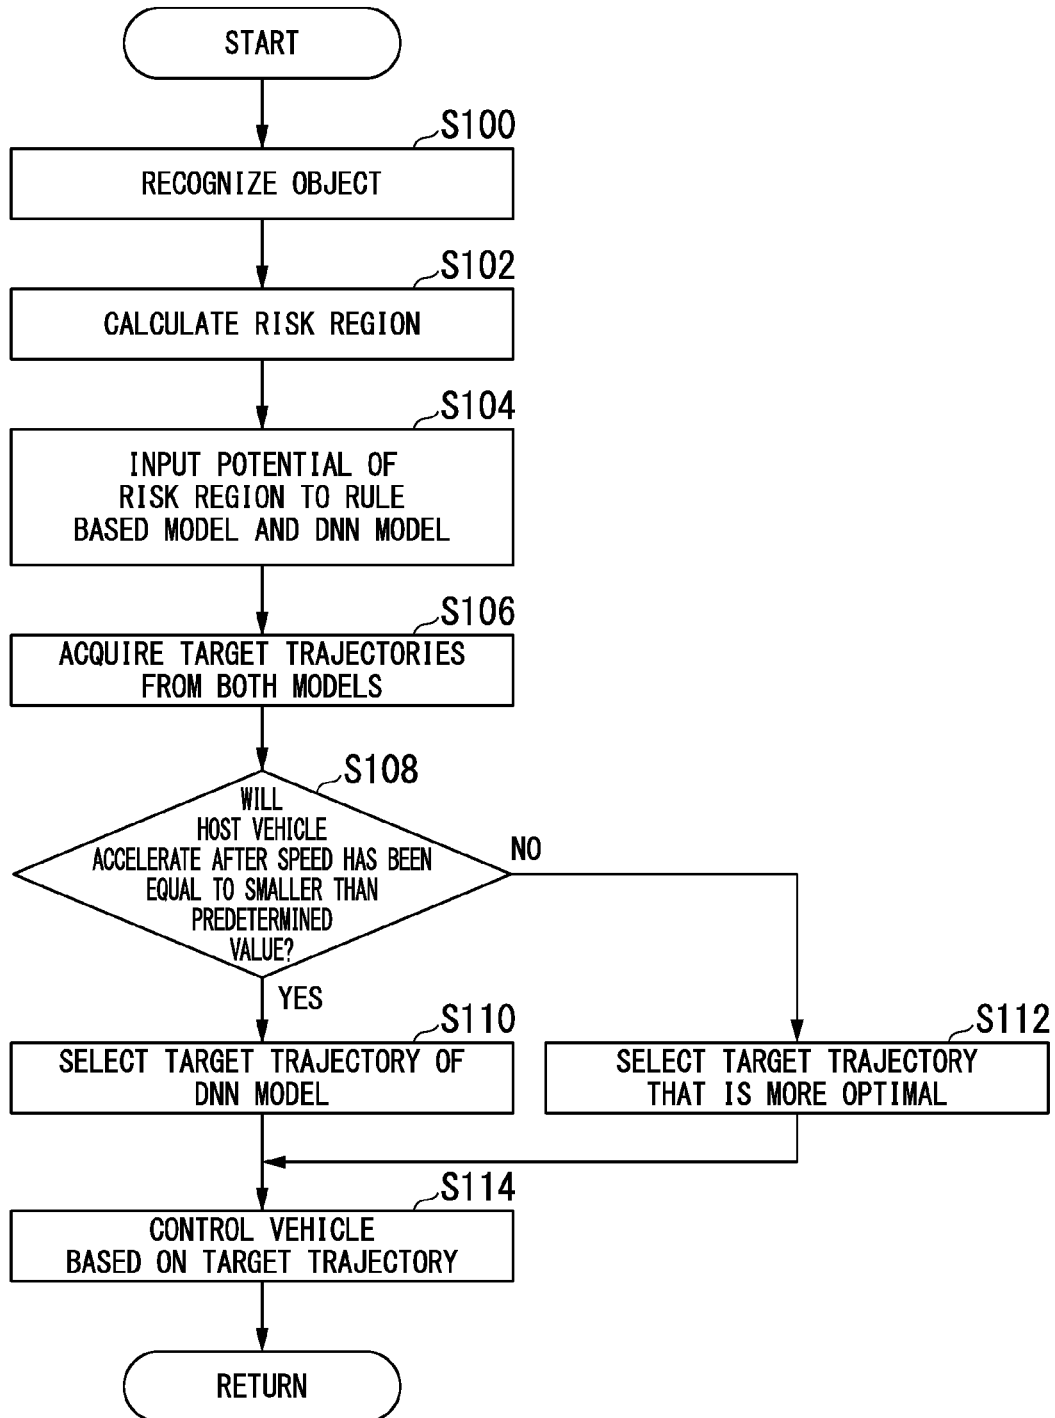 START
S100
RECOGNIZE OBJECT
S102
CALCULATE RISK REGION
S104
INPUT POTENTIAL OF
RISK REGION TO RULE
BASED MODEL AND DNN MODEL
S106
ACQUIRE TARGET TRAJECTORIES
FROM BOTH MODELS
S108
WILL
HOST VEHICLE
ACCELERATE AFTER SPEED HAS BEEN
EQUAL TO SMALLER THAN
PREDETERMINED
VALUE?
NO
YES
S110
SELECT TARGET TRAJECTORY OF
DNN MODEL
S112
SELECT TARGET TRAJECTORY
THAT IS MORE OPTIMAL
S114
CONTROL VEHICLE
BASED ON TARGET TRAJECTORY
RETURN